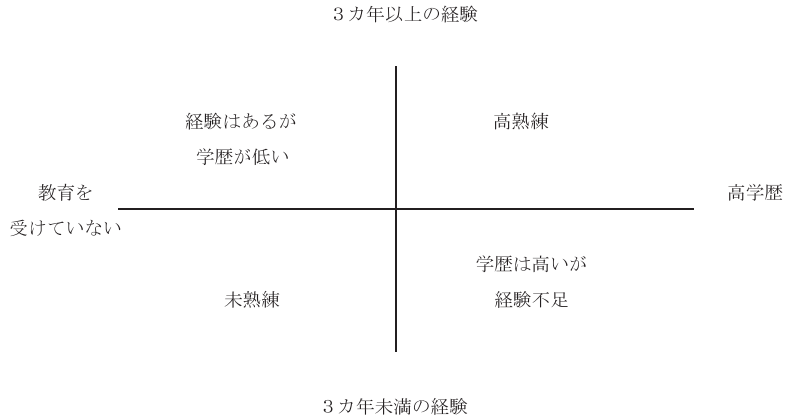 ３カ年以上の経験
経験はあるが
学歴が低い
高熟練
教育を
受けていない
高学歴
未熟練
学歴は高いが
経験不足
３カ年未満の経験